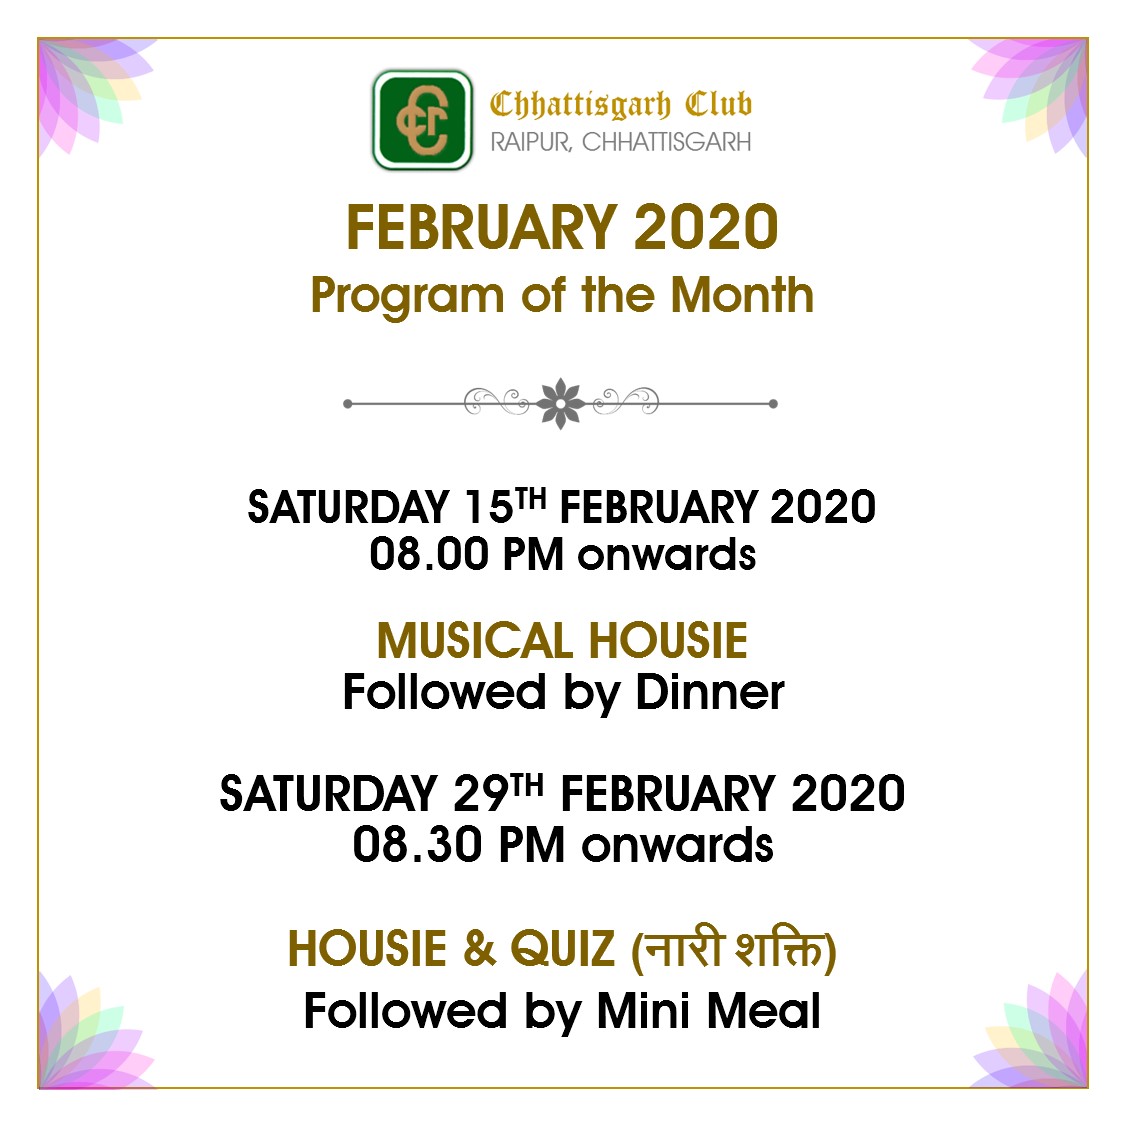 Chhattisgarh Club
RAIPUR, CHHATTISGARH
FEBRUARY 2020
Program of the Month
SATURDAY 15TH FEBRUARY 2020
08.00 PM onwards
MUSICAL HOUSIE
Followed by Dinner
SATURDAY 29TH FEBRUARY 2020
08.30 PM onwards
HOUSIE & QUIZ (नारी शक्ति)
Followed by Mini Meal